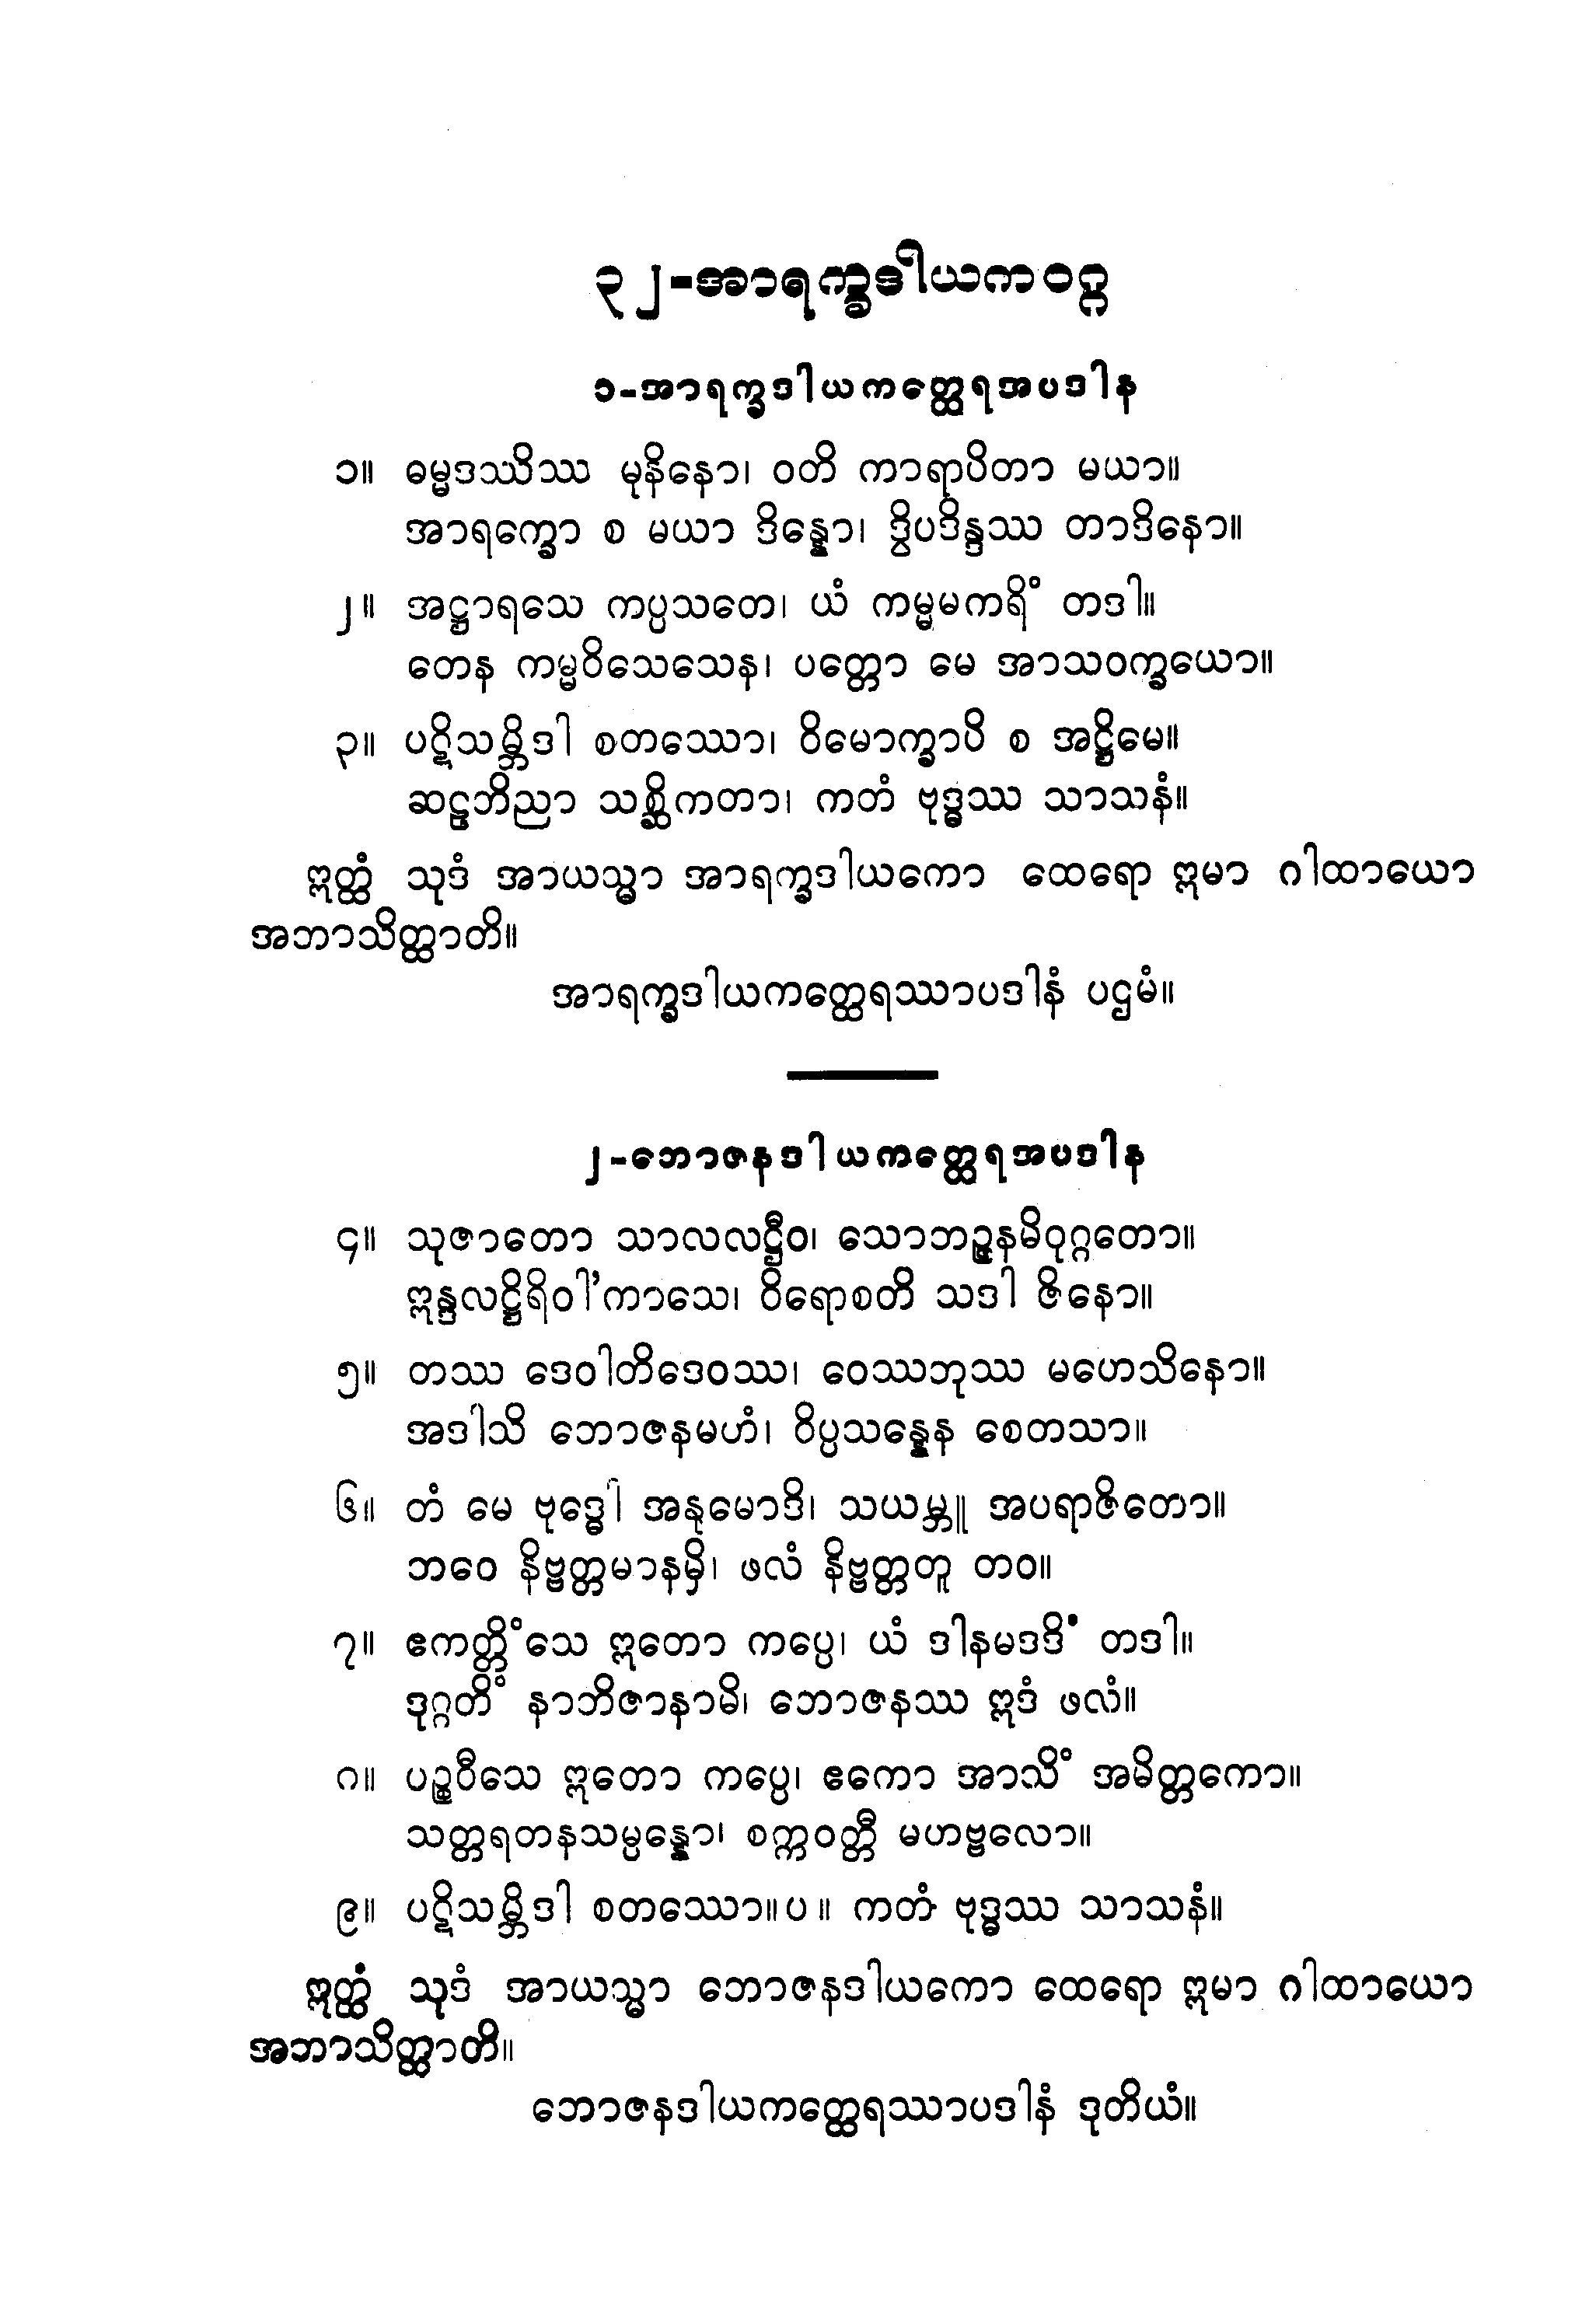 ၃၂-အာရက္ခဒါယကဝဂ္ဂ
၁-အာရက္ခဒါယကတ္ထေရအပဒါန
၁။ ဓမ္မဒဿိဿ မုနိနော၊ ဝတိ ကာရာပိတာ မယာ။
အာရက္ခော စ မယာ ဒိန္နော၊ ဒွိပဒိန္ဒဿ တာဒိနော။
၂။ အဋ္ဌာရသေ ကပ္ပသတေ၊ ယံ ကမ္မမကရိံ တဒါ။
တေန ကမ္မဝိသေသေန၊ ပတ္တော မေ အာသဝက္ခယော။
၃။ ပဋိသမ္ဘိဒါ စတဿော၊ ဝိမောက္ခာပိ စ အဋ္ဌိမေ။
ဆဠဘိညာ သစ္ဆိကတာ၊ ကတံ ဗုဒ္ဓဿ သာသနံ။
ဣတ္ထံ သုဒံ အာယသ္မာ အာရက္ခဒါယကော ထေရော ဣမာ ဂါထာယော
အဘာသိတ္ထာတိ။
အာရက္ခဒါယကတ္ထေရဿာပဒါနံ ပဌမံ။
၂-ဘောဇနဒါယကတ္ထေရအပဒါန
၄။ သုဇာတော သာလလဋ္ဌီဝ၊ သောဘဉ္ဇနမိဝုဂ္ဂတော။
ဣန္ဒလဋ္ဌိရိဝါ’ကာသေ၊ ဝိရောစတိ သဒါ ဇိနော။
၅။ တဿ ဒေဝါတိဒေဝဿ၊ ဝေဿဘုဿ မဟေသိနော။
အဒါသိ ဘောဇနမဟံ၊ ဝိပ္ပသန္နေန စေတသာ။
၆။ တံ မေ ဗုဒ္ဓေါ အနုမောဒိ၊ သယမ္ဘူ အပရာဇိတော။
ဘဝေ နိဗ္ဗတ္တမာနမှိ၊ ဖလံ နိဗ္ဗတ္တတူ တဝ။
၇။ ဧကတ္တိံသေ ဣတော ကပ္ပေ၊ ယံ ဒါနမဒဒိံ တဒါ။
ဒုဂ္ဂတိံ နာဘိဇာနာမိ၊ ဘောဇနဿ ဣဒံ ဖလံ။
၈။ ပဉ္စဝီသေ ဣတော ကပ္ပေ၊ ဧကော အာသိံ အမိတ္တကော။
သတ္တရတနသမ္ပန္နော၊ စက္ကဝတ္တီ မဟဗ္ဗလော။
၉။ ပဋိသမ္ဘိဒါ စတဿော။ပ။ ကတံ ဗုဒ္ဓဿ သာသနံ။
ဣတ္ထံ သုဒံ အာယသ္မာ ဘောဇနဒါယကော ထေရော ဣမာ ဂါထာယော
အဘာသိတ္ထာတိ။
ဘောဇနဒါယကတ္ထေရဿာပဒါနံ ဒုတိယံ။